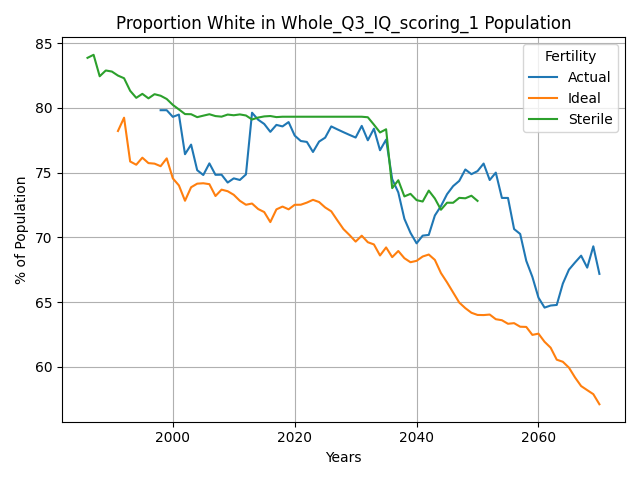 Proportion White in Whole_Q3_IQ_scoring_1 Population
% of Population
85
80
75
70
65
60
Fertility
Actual
Ideal
Sterile
2000
2020
2040
2060
Years